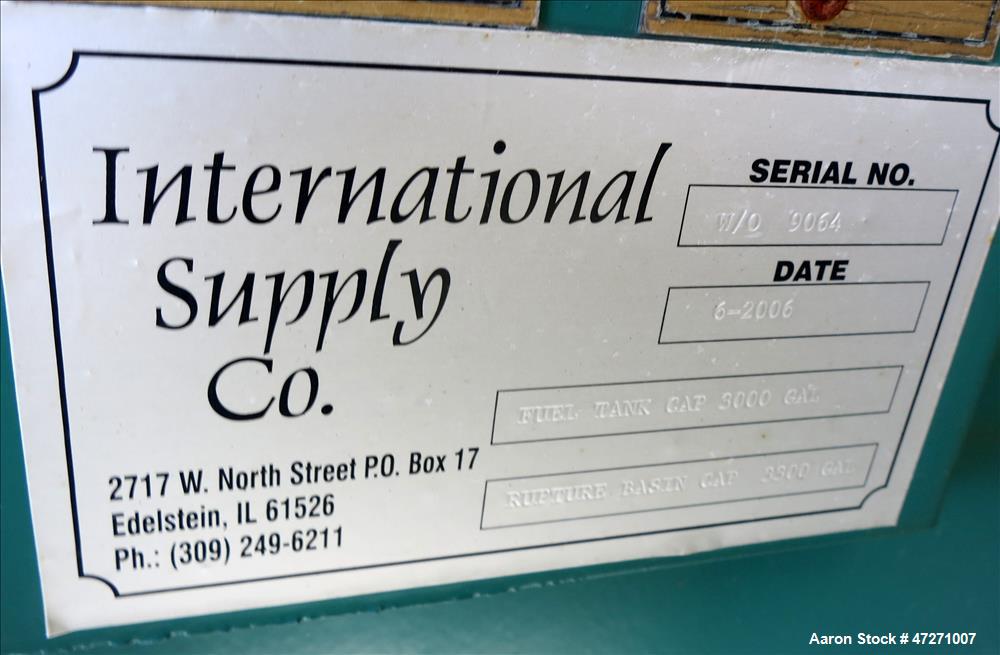 International
Supply
Co.
2717 W. North Street P.O. Box 17
Edelstein, IL 61526
Ph.: (309) 249-6211
SERIAL NO.
W/O 9064
DATE
6-2006
FUEL TANK CAP 3000 GAL
RUPTURE BASIN CAP 3300 GAL
Aaron Stock # 47271007